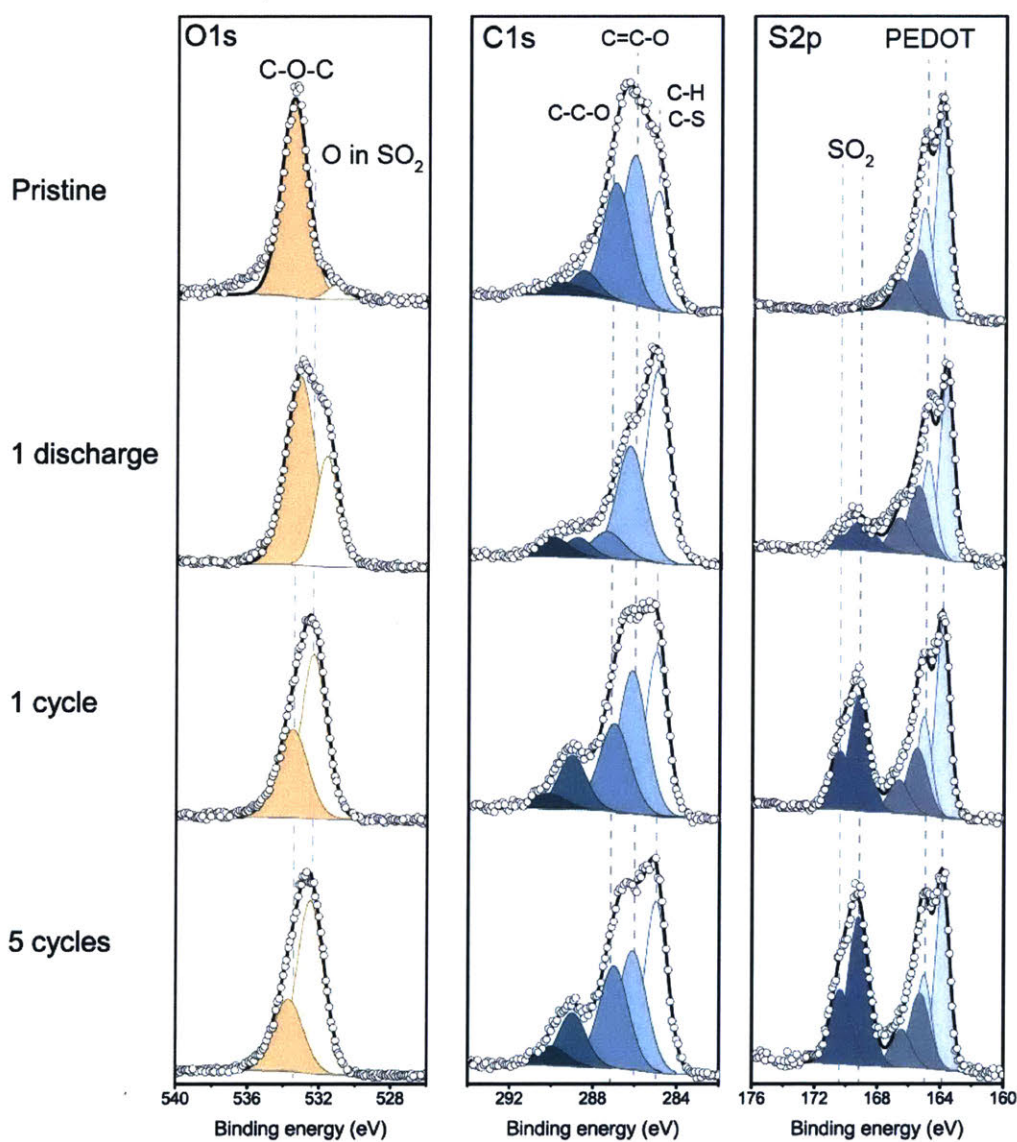 O1s
C1s
S2p
C=C-O
PEDOT
C-O-C
C-H
C-C-O
C-S
O in SO₂
SO₂
Pristine
1 discharge
1 cycle
5 cycles
540 536 532 528
292 288 284
176 172 168 164 160
Binding energy (eV)
Binding energy (eV)
Binding energy (eV)